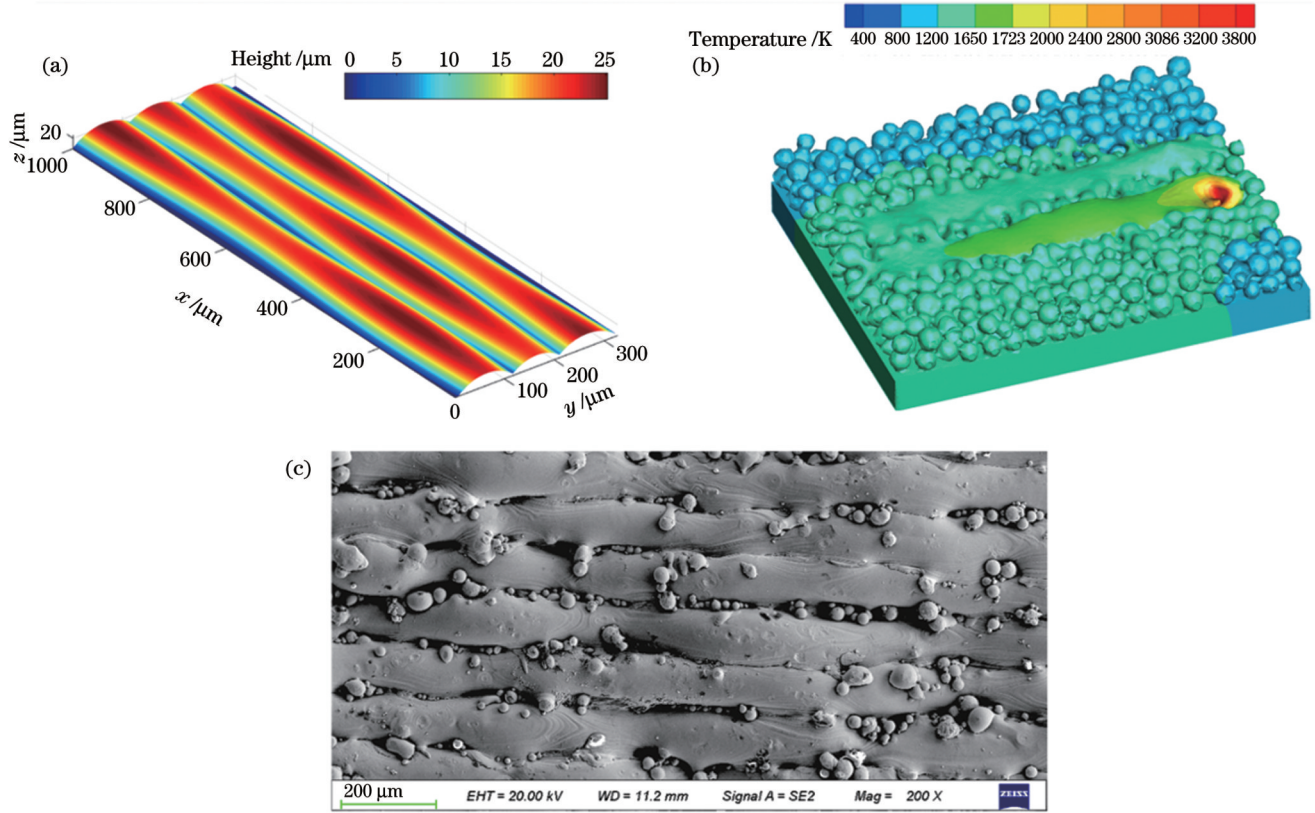 (a)
Height /μm
0 5 10 15 20 25
z /μm
20
1000
800
600
400
200
0
x /μm
100
200
300
y /μm
Temperature /K
400 800 1200 1650 1723 2000 2400 2800 3086 3200 3800
(b)
(c)
200 μm
EHT = 20.00 kV WD = 11.2 mm Signal A = SE2 Mag = 200 X
ZEISS